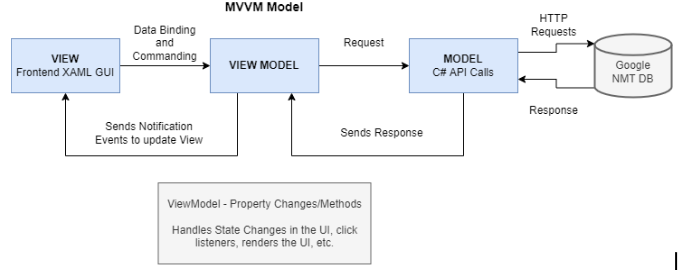 MVVM Model
VIEW
Frontend XAML GUI
Data Binding
and
Commanding
VIEW MODEL
Request
MODEL
C# API Calls
HTTP
Requests
Google
NMT DB
Response
Sends Notification
Events to update View
Sends Response
ViewModel - Property Changes/Methods
Handles State Changes in the UI, click
listeners, renders the UI, etc.